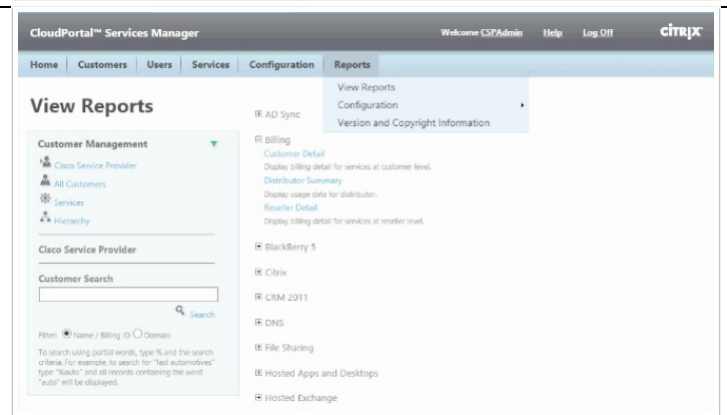 CloudPortal™ Services Manager
Welcome CSPAdmin Help Log Off
CİTRIX
Home Customers Users Services Configuration Reports
View Reports
Configuration
Version and Copyright Information
View Reports
Customer Management
Cisco Service Provider
All Customers
Services
Hierarchy
Cisco Service Provider
Customer Search
Search
Filter: Name / Billing ID Domain
To search using partial words, type % and the search
criteria. For example, to search for "fast automotives"
type "%auto" and all records containing the word
"auto" will be displayed.
AD Sync
Billing
Customer Detail
Display billing detail for services at customer level.
Distributor Summary
Display usage data for distributor.
Reseller Detail
Display billing detail for services at reseller level.
BlackBerry 5
Citrix
CRM 2011
DNS
File Sharing
Hosted Apps and Desktops
Hosted Exchange